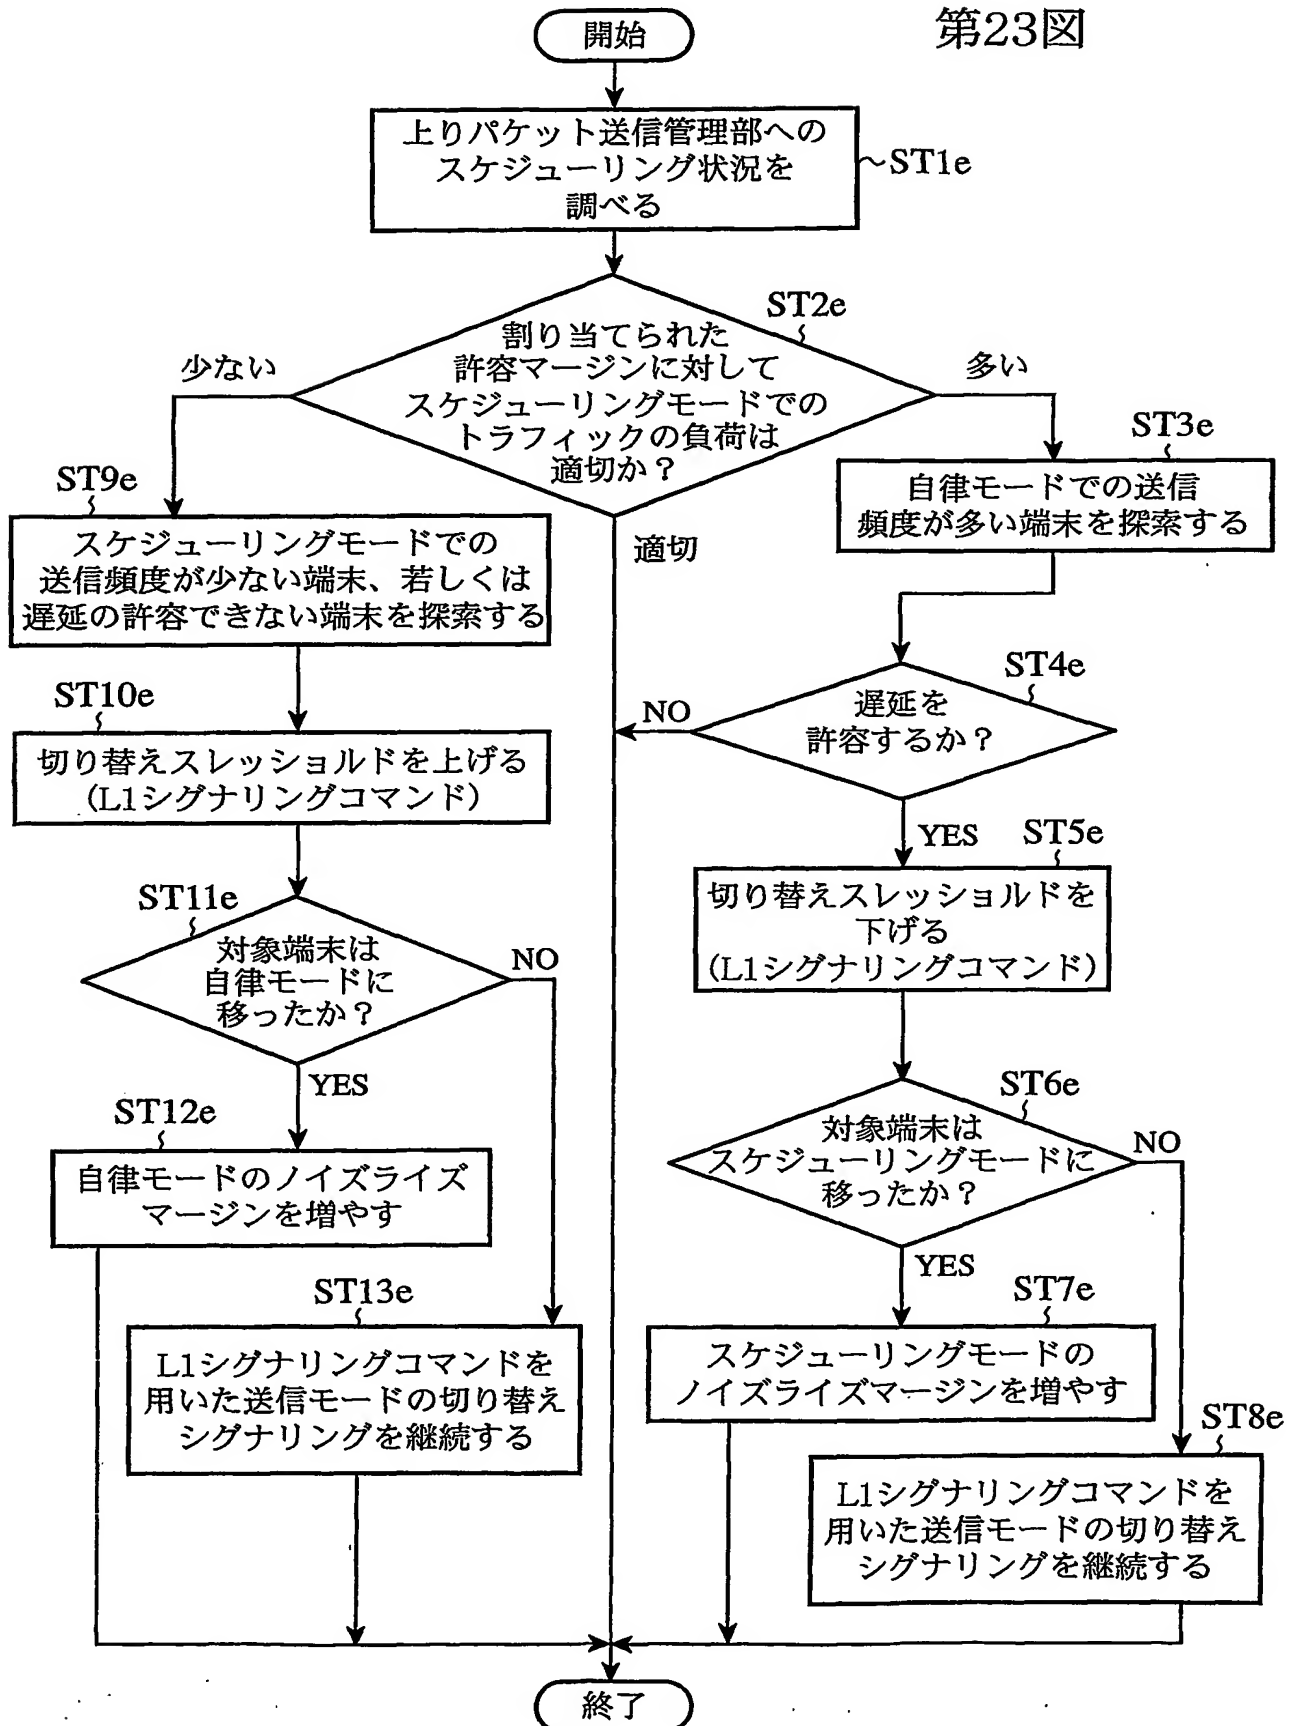 第23図
開始
上りパケット送信管理部への
スケジューリング状況を
調べる
ST1e
ST2e
割り当てられた
許容マージンに対して
スケジューリングモードでの
トラフィックの負荷は
適切か？
少ない
多い
適切
ST3e
自律モードでの送信
頻度が多い端末を探索する
ST4e
遅延を
許容するか？
NO
YES
ST5e
切り替えスレッショルドを
下げる
(L1シグナリングコマンド)
ST6e
対象端末は
スケジューリングモードに
移ったか？
NO
YES
ST7e
スケジューリングモードの
ノイズライズマージンを増やす
ST8e
L1シグナリングコマンドを
用いた送信モードの切り替え
シグナリングを継続する
ST9e
スケジューリングモードでの
送信頻度が少ない端末、若しくは
遅延の許容できない端末を探索する
ST10e
切り替えスレッショルドを上げる
(L1シグナリングコマンド)
ST11e
対象端末は
自律モードに
移ったか？
NO
YES
ST12e
自律モードのノイズライズ
マージンを増やす
ST13e
L1シグナリングコマンドを
用いた送信モードの切り替え
シグナリングを継続する
終了